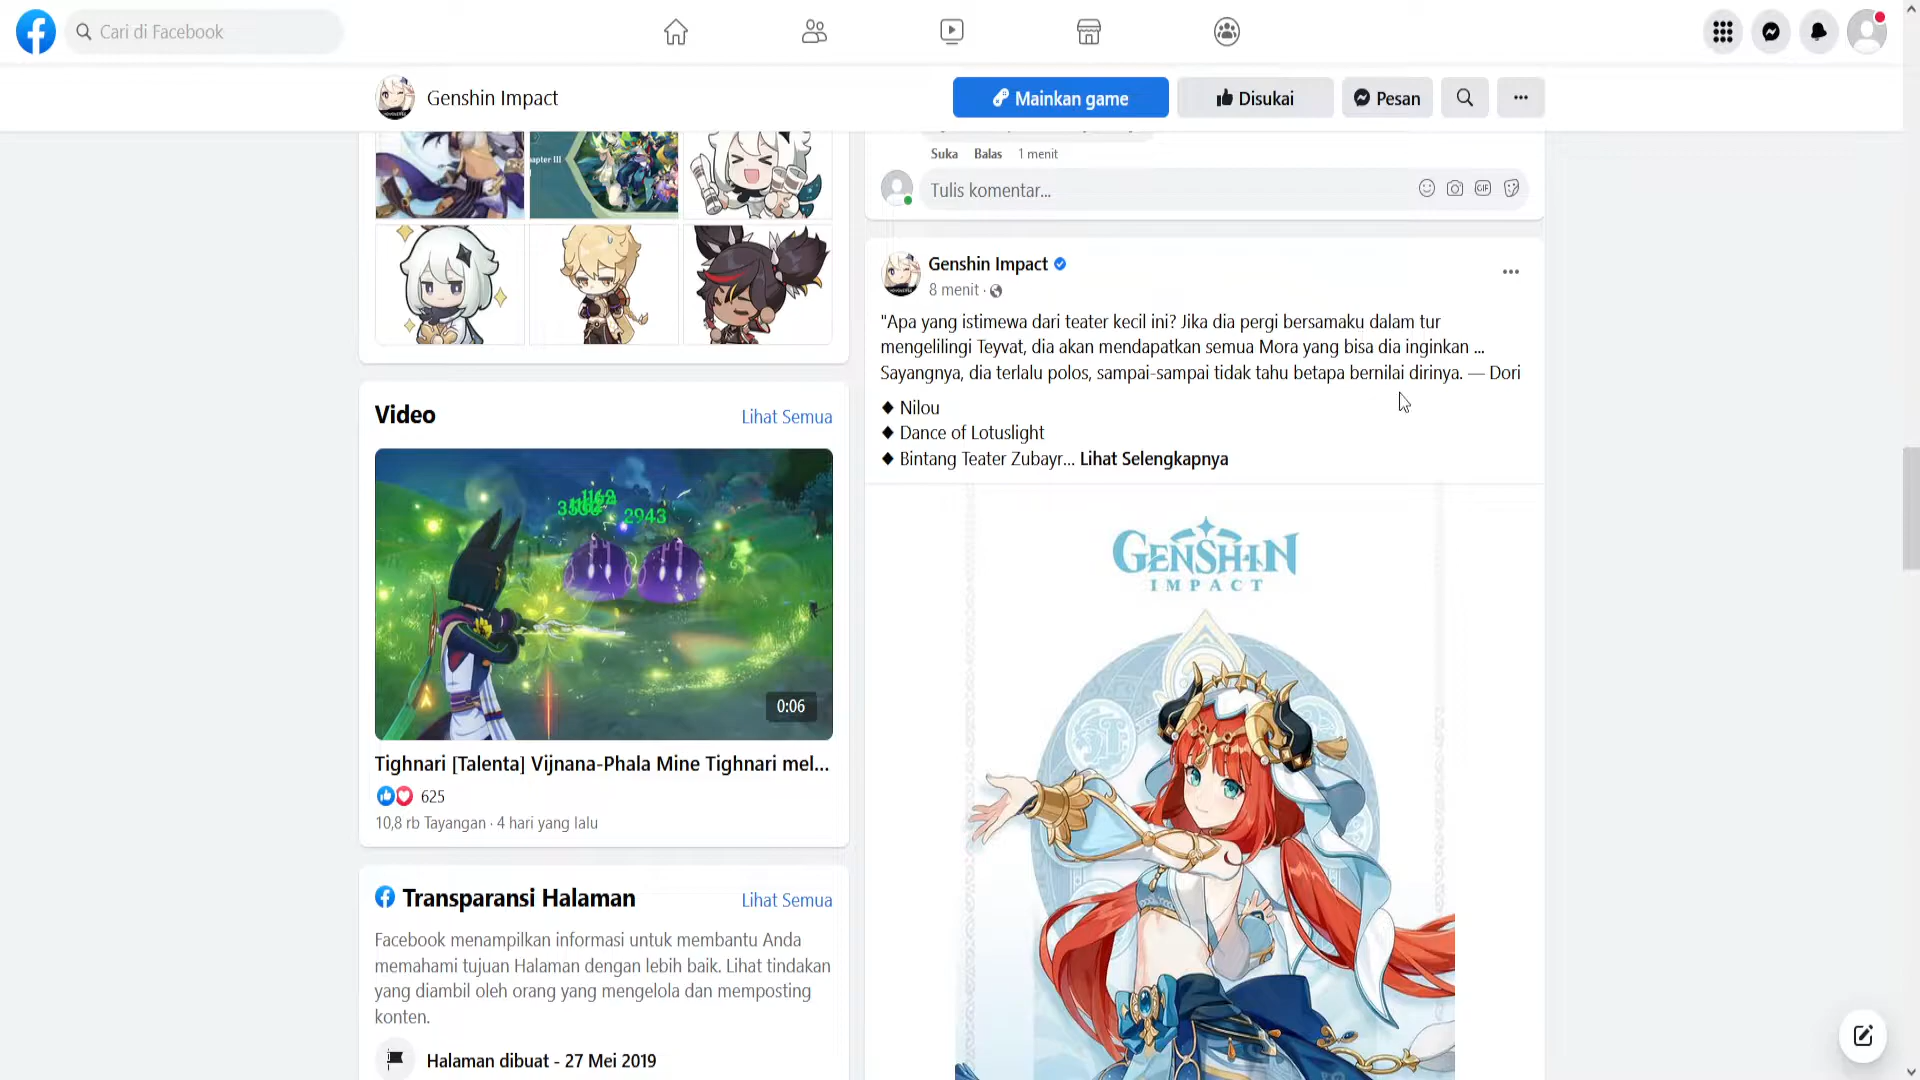 Cari di Facebook
Genshin Impact
Mainkan game
Disukai
Pesan
apter III
Suka Balas 1 menit
Tulis komentar...
GIF
Genshin Impact
8 menit ·
"Apa yang istimewa dari teater kecil ini? Jika dia pergi bersamaku dalam tur
mengelilingi Teyvat, dia akan mendapatkan semua Mora yang bisa dia inginkan ...
Sayangnya, dia terlalu polos, sampai-sampai tidak tahu betapa bernilai dirinya. — Dori
◆ Nilou
◆ Dance of Lotuslight
◆ Bintang Teater Zubayr... Lihat Selengkapnya
GENSHIN
IMPACT
Video
Lihat Semua
1162
2943
0:06
Tighnari [Talenta] Vijnana-Phala Mine Tighnari mel...
625
10,8 rb Tayangan · 4 hari yang lalu
Transparansi Halaman
Lihat Semua
Facebook menampilkan informasi untuk membantu Anda
memahami tujuan Halaman dengan lebih baik. Lihat tindakan
yang diambil oleh orang yang mengelola dan memposting
konten.
Halaman dibuat - 27 Mei 2019